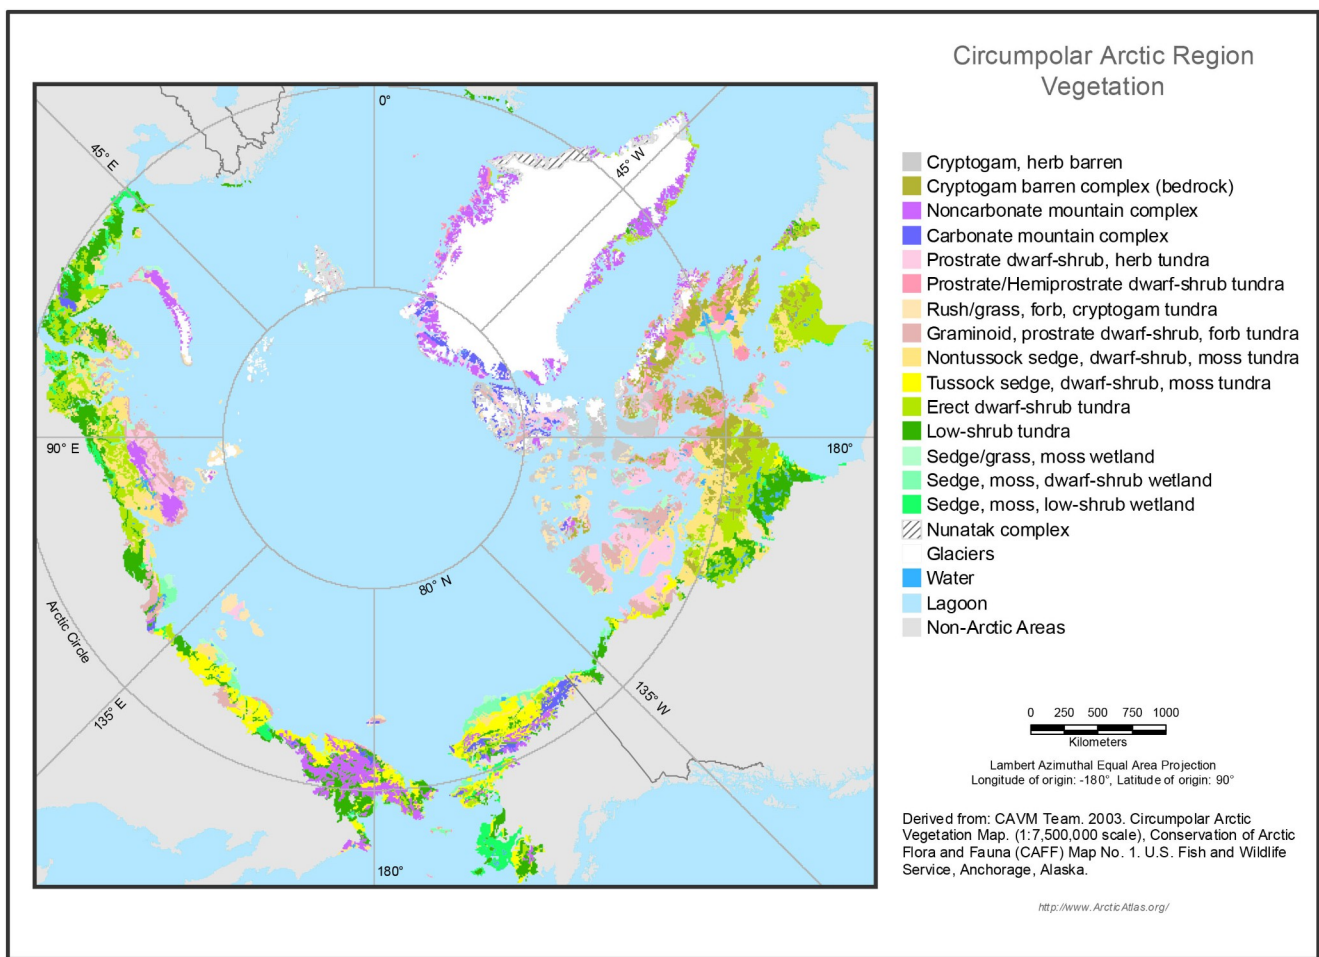 Circumpolar Arctic Region
Vegetation
Cryptogam, herb barren
Cryptogam barren complex (bedrock)
Noncarbonate mountain complex
Carbonate mountain complex
Prostrate dwarf-shrub, herb tundra
Prostrate/Hemiprostrate dwarf-shrub tundra
Rush/grass, forb, cryptogam tundra
Graminoid, prostrate dwarf-shrub, forb tundra
Nontussock sedge, dwarf-shrub, moss tundra
Tussock sedge, dwarf-shrub, moss tundra
Erect dwarf-shrub tundra
Low-shrub tundra
Sedge/grass, moss wetland
Sedge, moss, dwarf-shrub wetland
Sedge, moss, low-shrub wetland
Nunatak complex
Glaciers
Water
Lagoon
Non-Arctic Areas
0°
45° E
45° W
90° E
180°
80° N
Arctic Circle
135° E
135° W
180°
0 250 500 750 1000
Kilometers
Lambert Azimuthal Equal Area Projection
Longitude of origin: -180°, Latitude of origin: 90°
Derived from: CAVM Team. 2003. Circumpolar Arctic
Vegetation Map. (1:7,500,000 scale), Conservation of Arctic
Flora and Fauna (CAFF) Map No. 1. U.S. Fish and Wildlife
Service, Anchorage, Alaska.
http://www.ArcticAtlas.org/